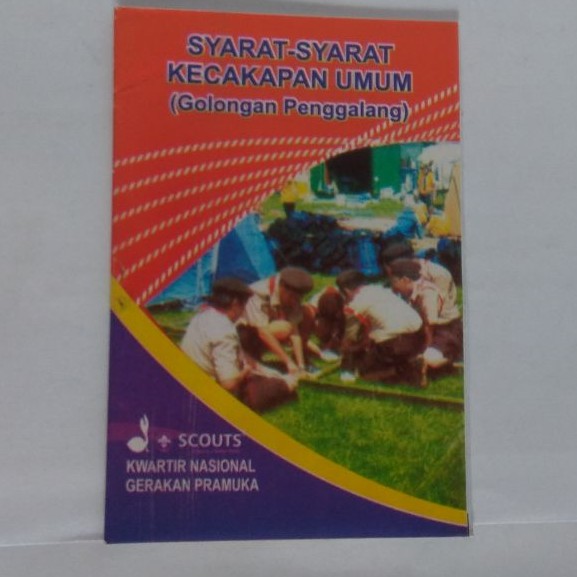 SYARAT-SYARAT
KECAKAPAN UMUM
(Golongan Penggalang)
SCOUTS
KWARTIR NASIONAL
GERAKAN PRAMUKA